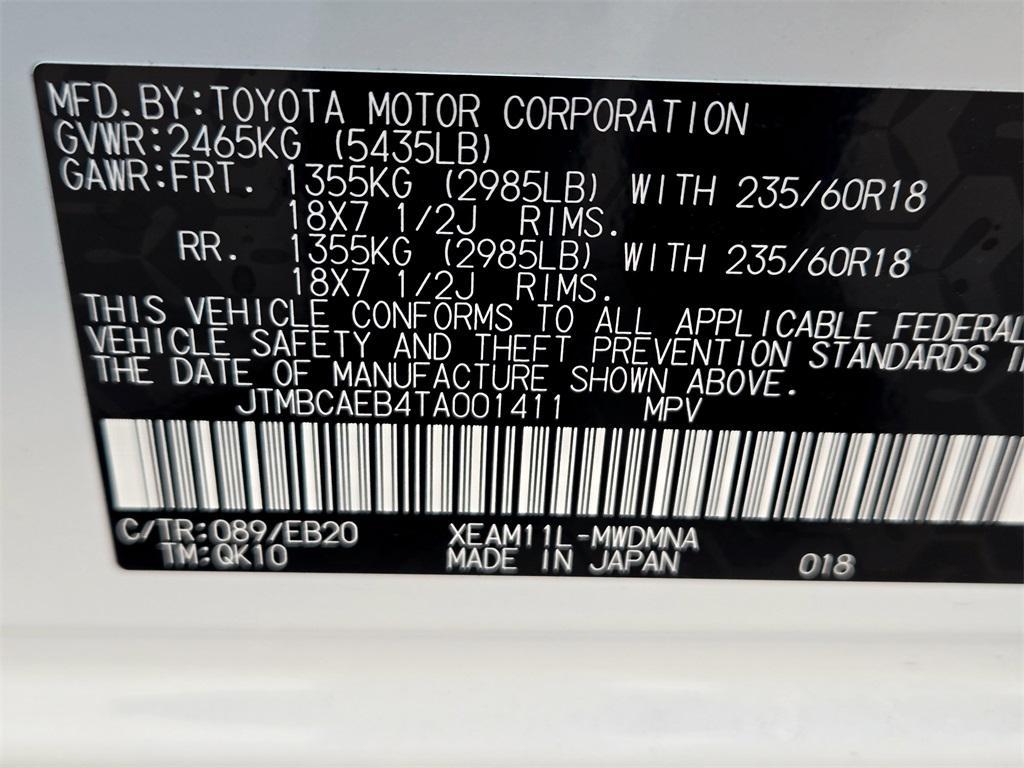 MFD.BY:TOYOTA MOTOR CORPORATION
GVWR:2465KG (5435LB)
GAWR:FRT. 1355KG (2985LB) WITH 235/60R18
18X7 1/2J RIMS.
RR. 1355KG (2985LB) WITH 235/60R18
18X7 1/2J RIMS.
THIS VEHICLE CONFORMS TO ALL APPLICABLE FEDERAL
VEHICLE SAFETY AND THEFT PREVENTION STANDARDS
THE DATE OF MANUFACTURE SHOWN ABOVE.
JTMBCAEB4TA001411 MPV
C/TR:089/EB20 XEAM11L-MWDMNA
TM:QK10 MADE IN JAPAN 018